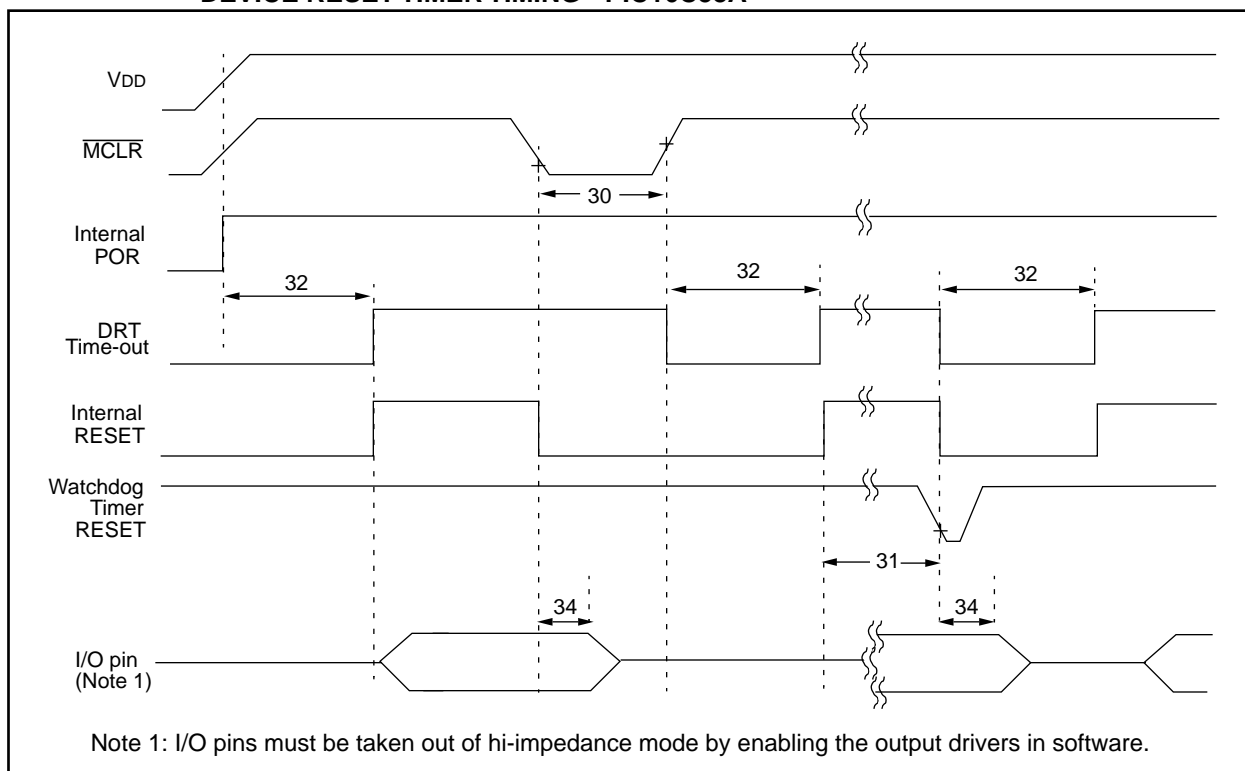 VDD
MCLR
30
Internal
POR
32
32
32
DRT
Time-out
Internal
RESET
Watchdog
Timer
RESET
31
34
34
I/O pin
(Note 1)
Note 1: I/O pins must be taken out of hi-impedance mode by enabling the output drivers in software.